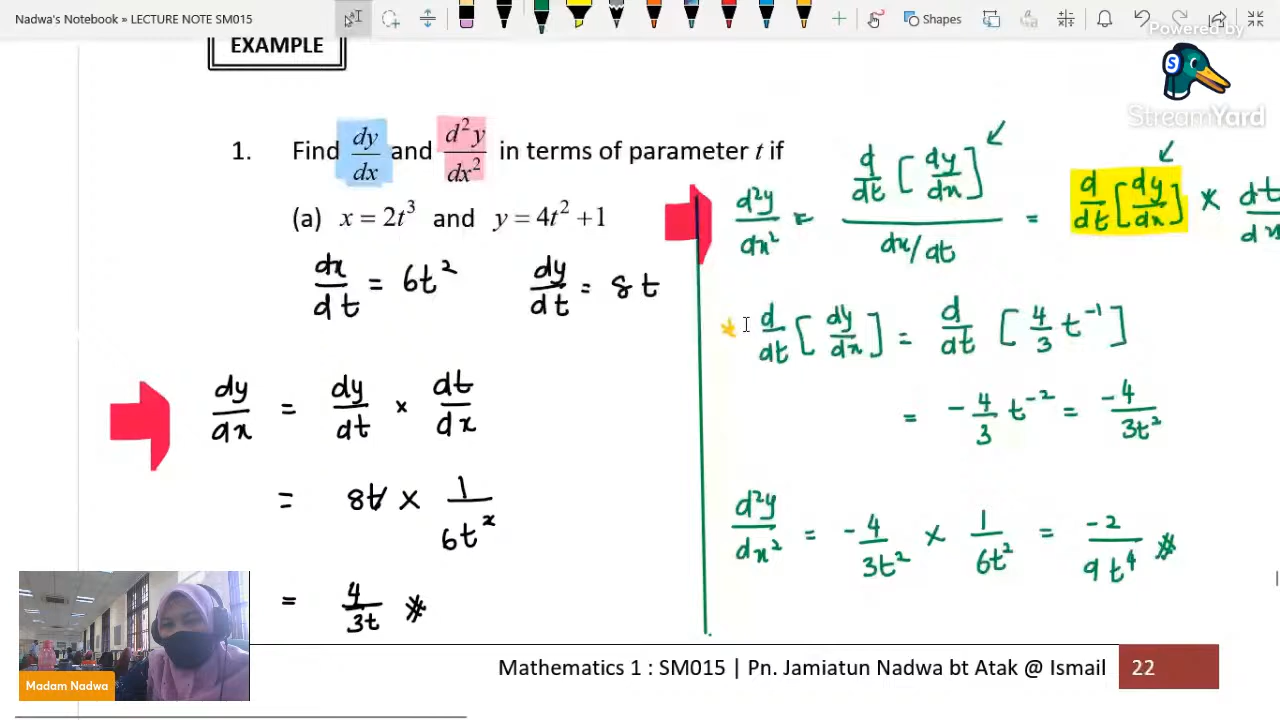 Nadwa's Notebook » LECTURE NOTE SM015
Shapes
Powered by
S
StreamYard
EXAMPLE
1. Find dy/dx and d²y/dx² in terms of parameter t if
(a) x = 2t³ and y = 4t² + 1
dx/dt = 6t² dy/dt = 8t
dy/dx = dy/dt × dt/dx
= 8t × 1/6t²
= 4/3t *
d²y/dx² = d/dt [dy/dx] / dx/dt = d/dt [dy/dx] * dt/dx
* d/dt [dy/dx] = d/dt [4/3 t⁻¹]
= -4/3 t⁻² = -4/3t²
d²y/dx² = -4/3t² × 1/6t² = -2/9t⁴ *
Madam Nadwa
Mathematics 1 : SM015 | Pn. Jamiatun Nadwa bt Atak @ Ismail 22